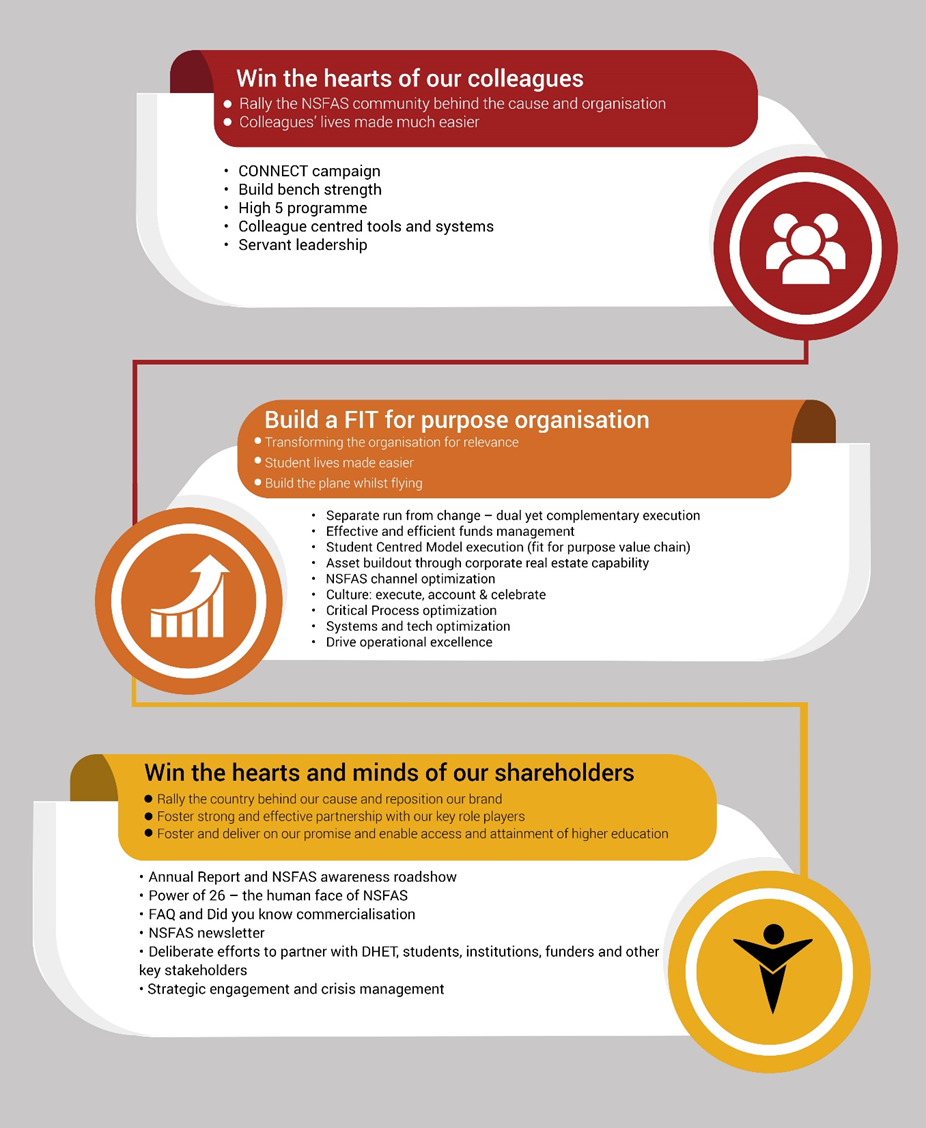 Win the hearts of our colleagues
● Rally the NSFAS community behind the cause and organisation
● Colleagues’ lives made much easier
• CONNECT campaign
• Build bench strength
• High 5 programme
• Colleague centred tools and systems
• Servant leadership
Build a FIT for purpose organisation
● Transforming the organisation for relevance
● Student lives made easier
● Build the plane whilst flying
• Separate run from change – dual yet complementary execution
• Effective and efficient funds management
• Student Centred Model execution (fit for purpose value chain)
• Asset buildout through corporate real estate capability
• NSFAS channel optimization
• Culture: execute, account & celebrate
• Critical Process optimization
• Systems and tech optimization
• Drive operational excellence
Win the hearts and minds of our shareholders
● Rally the country behind our cause and reposition our brand
● Foster strong and effective partnership with our key role players
● Foster and deliver on our promise and enable access and attainment of higher education
• Annual Report and NSFAS awareness roadshow
• Power of 26 – the human face of NSFAS
• FAQ and Did you know commercialisation
• NSFAS newsletter
• Deliberate efforts to partner with DHET, students, institutions, funders and other
key stakeholders
• Strategic engagement and crisis management